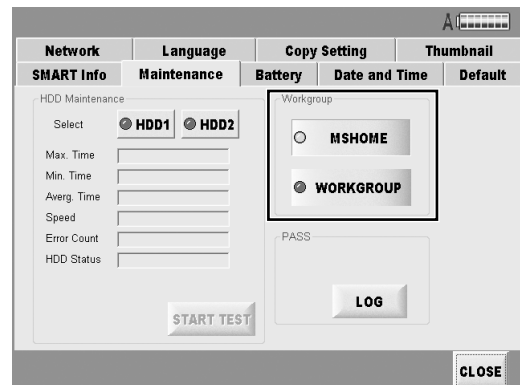 A
Network Language Copy Setting Thumbnail
SMART Info Maintenance Battery Date and Time Default
HDD Maintenance
Select HDD1 HDD2
Max. Time
Min. Time
Averg. Time
Speed
Error Count
HDD Status
START TEST
Workgroup
MSHOME
WORKGROUP
PASS
LOG
CLOSE